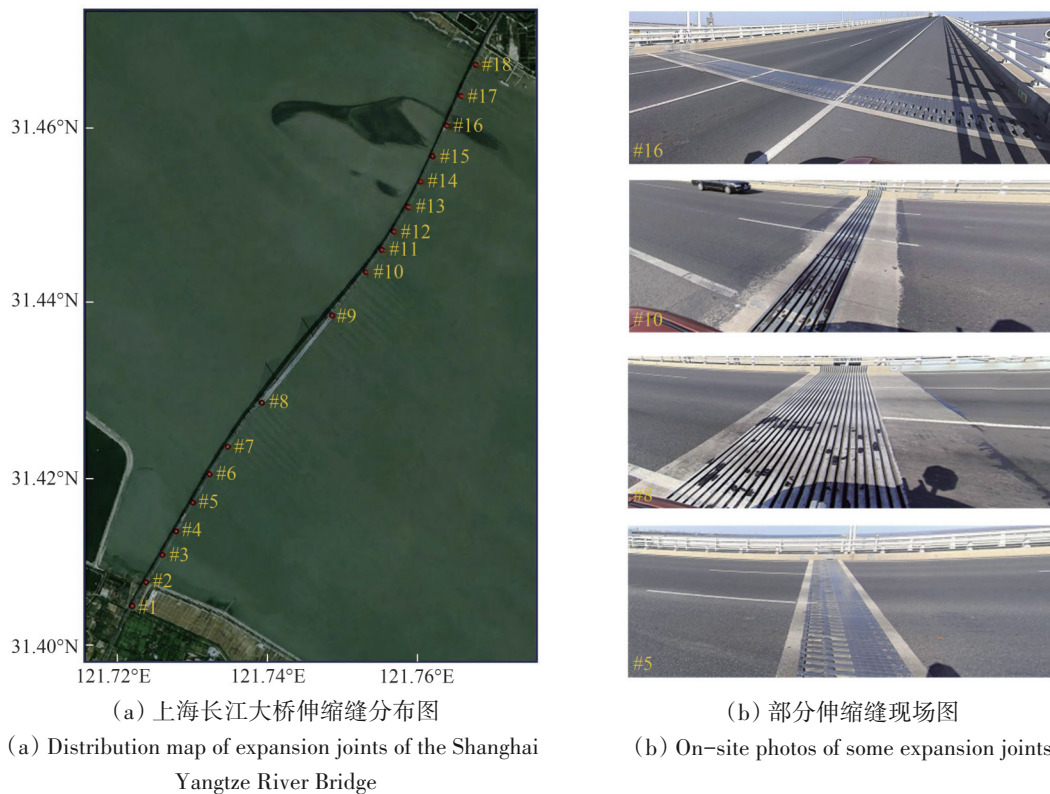 #18
#17
31.46°N
#16
#15
#14
#13
#12
#11
#10
31.44°N
#9
#8
#7
#6
31.42°N
#5
#4
#3
#2
#1
31.40°N
121.72°E 121.74°E 121.76°E
(a) 上海长江大桥伸缩缝分布图
(a) Distribution map of expansion joints of the Shanghai
Yangtze River Bridge
#16
#10
#8
#5
(b) 部分伸缩缝现场图
(b) On-site photos of some expansion joints